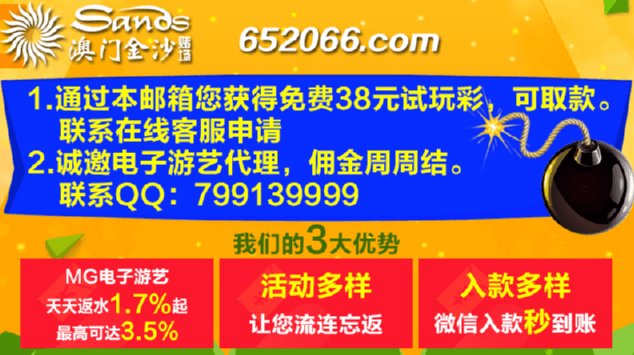 Sands
澳门金沙赌场
652066.com
1.通过本邮箱您获得免费38元试玩彩，可取款。
联系在线客服申请
2.诚邀电子游艺代理，佣金周周结。
联系QQ：799139999
我们的3大优势
MG电子游艺
天天返水1.7%起
最高可达3.5%
活动多样
让您流连忘返
入款多样
微信入款秒到账